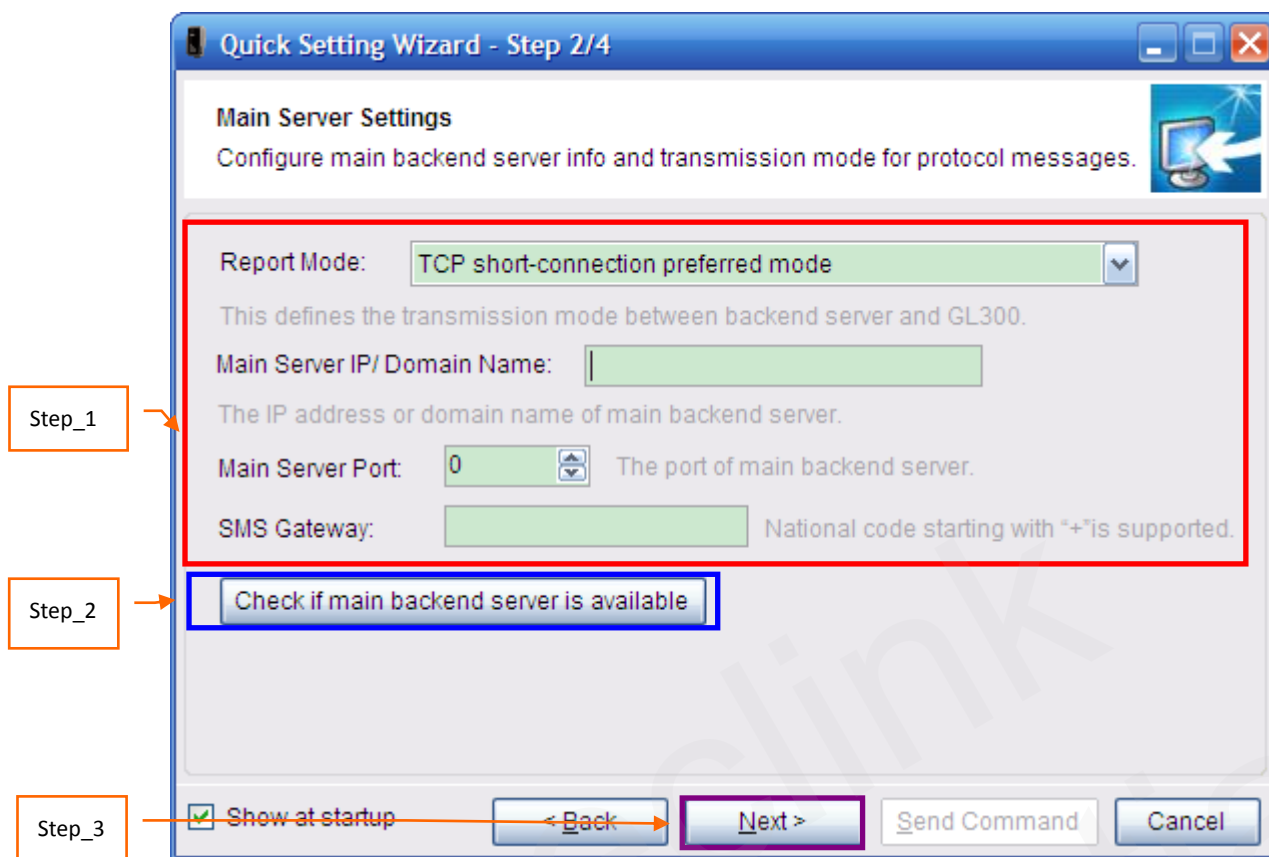 Quick Setting Wizard - Step 2/4
Main Server Settings
Configure main backend server info and transmission mode for protocol messages.
Report Mode: TCP short-connection preferred mode
This defines the transmission mode between backend server and GL300.
Main Server IP/ Domain Name:
Step_1
The IP address or domain name of main backend server.
Main Server Port: 0 The port of main backend server.
SMS Gateway: National code starting with "+"is supported.
Step_2
Check if main backend server is available
Step_3
Show at startup < Back Next > Send Command Cancel